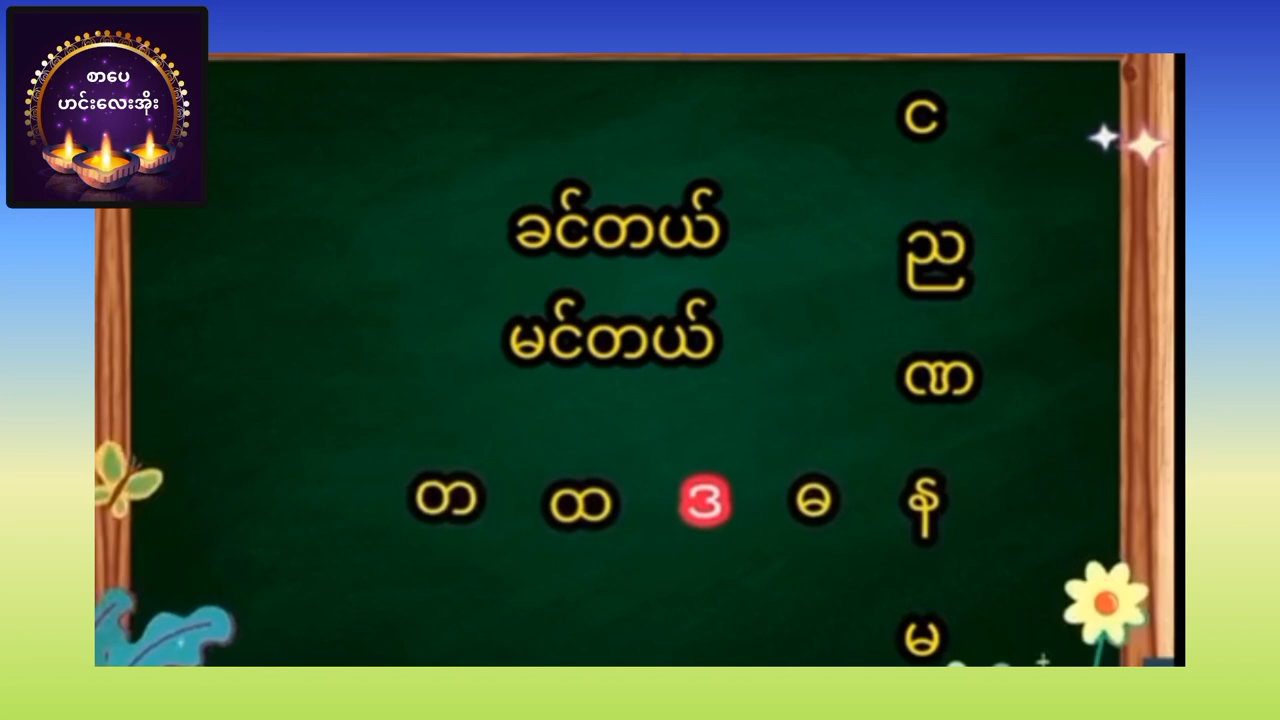 စာပေ
ဟင်းလေးအိုး
င
ခင်တယ်
ည
မင်တယ်
ဏ
တ ထ ဒ ဓ န
မ